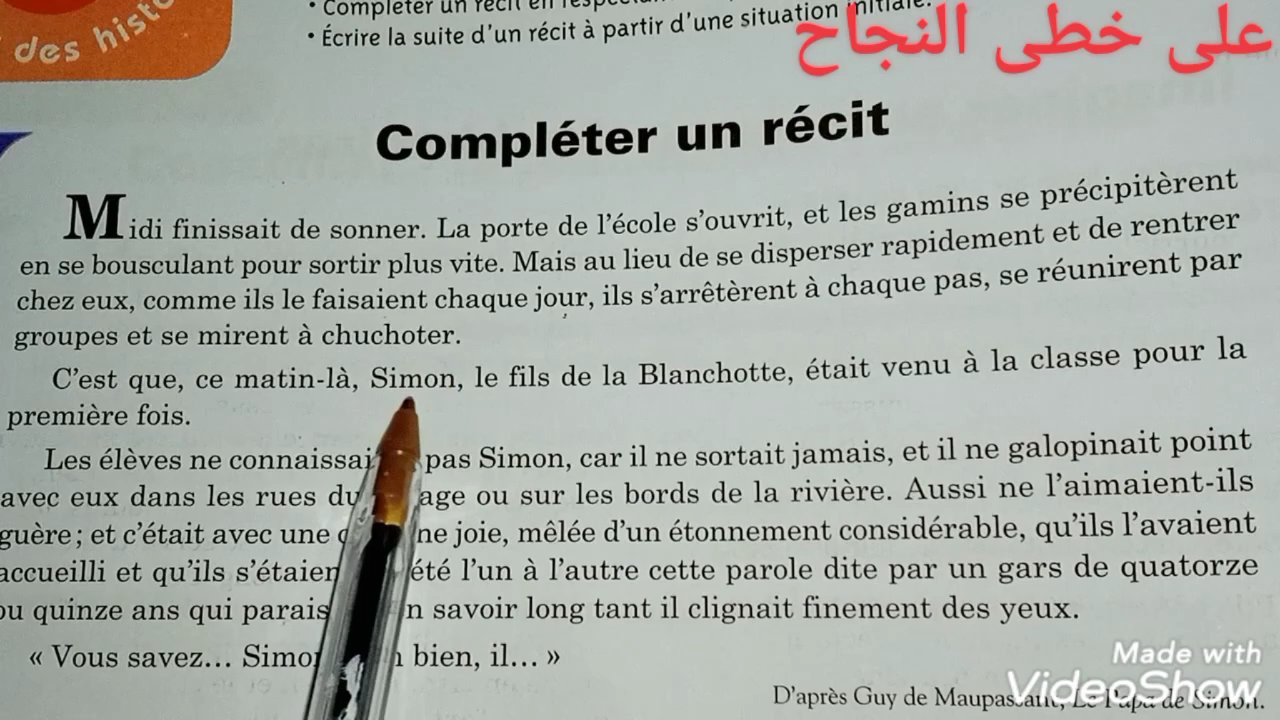 des hist
• Compléter un récit en
• Écrire la suite d'un récit à partir d'une situation initiale.
على خطى النجاح
Compléter un récit
Midi finissait de sonner. La porte de l'école s'ouvrit, et les gamins se précipitèrent
en se bousculant pour sortir plus vite. Mais au lieu de se disperser rapidement et de rentrer
chez eux, comme ils le faisaient chaque jour, ils s'arrêtèrent à chaque pas, se réunirent par
groupes et se mirent à chuchoter.
C'est que, ce matin-là, Simon, le fils de la Blanchotte, était venu à la classe pour la
première fois.
Les élèves ne connaissai pas Simon, car il ne sortait jamais, et il ne galopinait point
avec eux dans les rues du age ou sur les bords de la rivière. Aussi ne l'aimaient-ils
guère ; et c'était avec une ne joie, mêlée d'un étonnement considérable, qu'ils l'avaient
accueilli et qu'ils s'étaien été l'un à l'autre cette parole dite par un gars de quatorze
ou quinze ans qui parais n savoir long tant il clignait finement des yeux.
« Vous savez… Simon bien, il… »
D'après Guy de Maupassant, Le Papa de Simon.
Made with
VideoShow